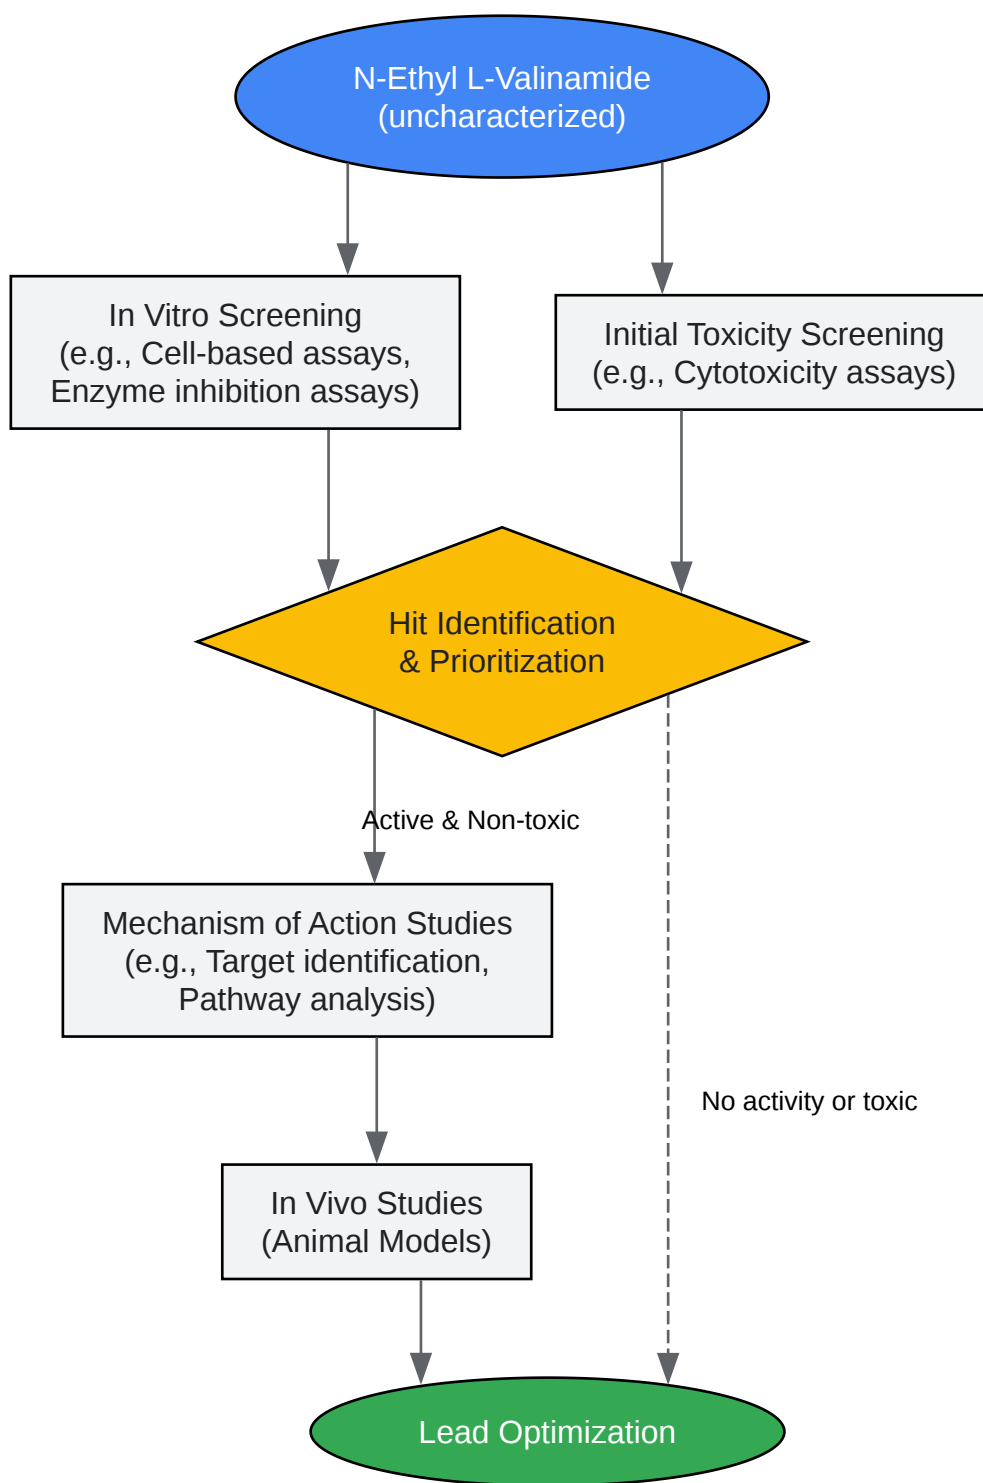 N-Ethyl L-Valinamide
(uncharacterized)
In Vitro Screening
(e.g., Cell-based assays,
Enzyme inhibition assays)
Initial Toxicity Screening
(e.g., Cytotoxicity assays)
Hit Identification
& Prioritization
Active & Non-toxic
Mechanism of Action Studies
(e.g., Target identification,
Pathway analysis)
No activity or toxic
In Vivo Studies
(Animal Models)
Lead Optimization